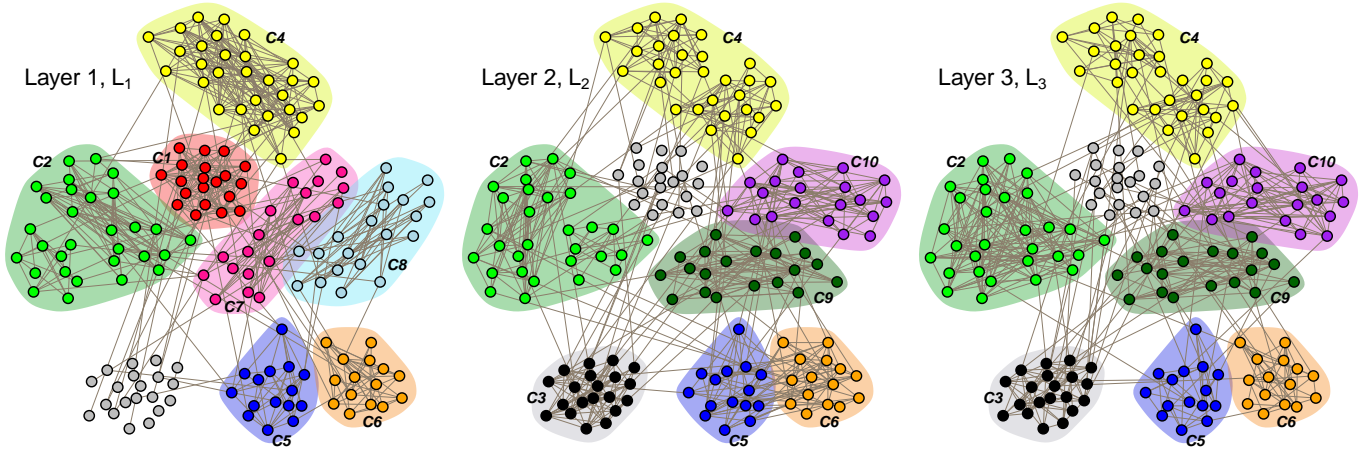 C4
Layer 1, L1
C2
C1
C8
C7
C3
C5
C6
C4
Layer 2, L2
C2
C10
C9
C3
C5
C6
C4
Layer 3, L3
C2
C10
C9
C3
C5
C6